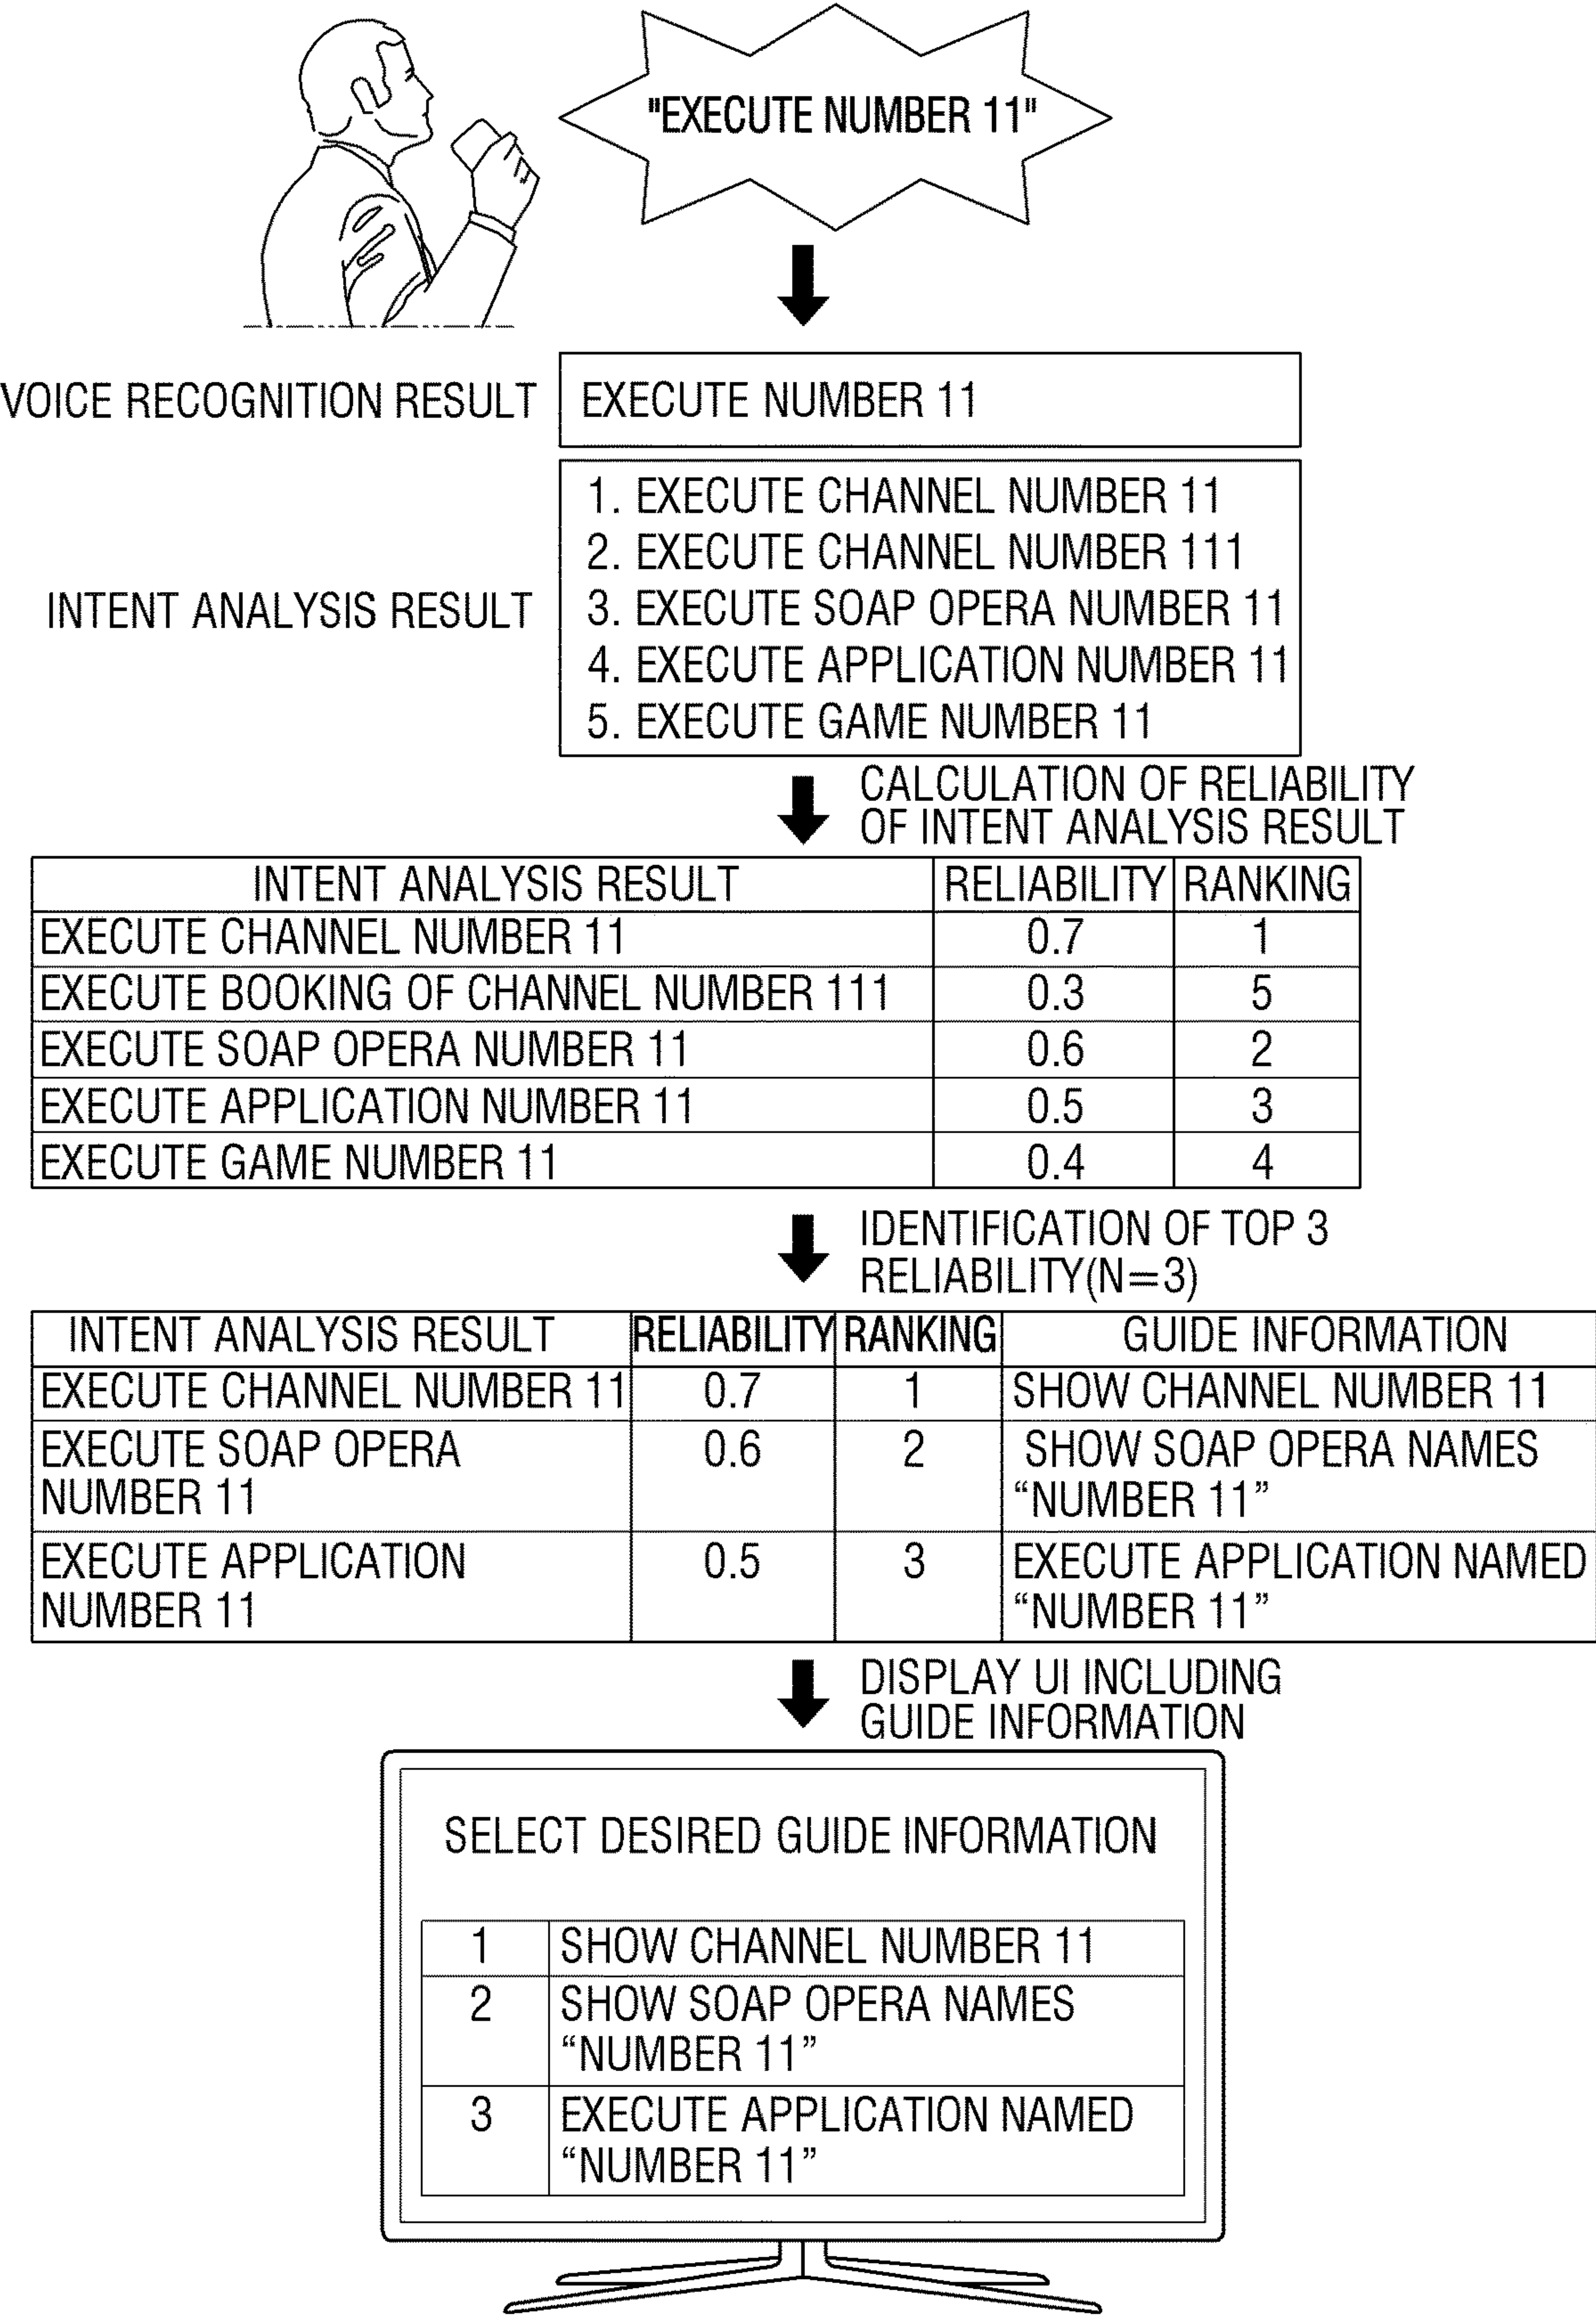 "EXECUTE NUMBER 11"
VOICE RECOGNITION RESULT
EXECUTE NUMBER 11
INTENT ANALYSIS RESULT
1. EXECUTE CHANNEL NUMBER 11
2. EXECUTE CHANNEL NUMBER 111
3. EXECUTE SOAP OPERA NUMBER 11
4. EXECUTE APPLICATION NUMBER 11
5. EXECUTE GAME NUMBER 11
CALCULATION OF RELIABILITY
OF INTENT ANALYSIS RESULT
INTENT ANALYSIS RESULT RELIABILITY RANKING
EXECUTE CHANNEL NUMBER 11 0.7 1
EXECUTE BOOKING OF CHANNEL NUMBER 111 0.3 5
EXECUTE SOAP OPERA NUMBER 11 0.6 2
EXECUTE APPLICATION NUMBER 11 0.5 3
EXECUTE GAME NUMBER 11 0.4 4
IDENTIFICATION OF TOP 3
RELIABILITY(N=3)
INTENT ANALYSIS RESULT RELIABILITY RANKING GUIDE INFORMATION
EXECUTE CHANNEL NUMBER 11 0.7 1 SHOW CHANNEL NUMBER 11
EXECUTE SOAP OPERA 0.6 2 SHOW SOAP OPERA NAMES
NUMBER 11 “NUMBER 11”
EXECUTE APPLICATION 0.5 3 EXECUTE APPLICATION NAMED
NUMBER 11 “NUMBER 11”
DISPLAY UI INCLUDING
GUIDE INFORMATION
SELECT DESIRED GUIDE INFORMATION
1 SHOW CHANNEL NUMBER 11
2 SHOW SOAP OPERA NAMES
“NUMBER 11”
3 EXECUTE APPLICATION NAMED
“NUMBER 11”